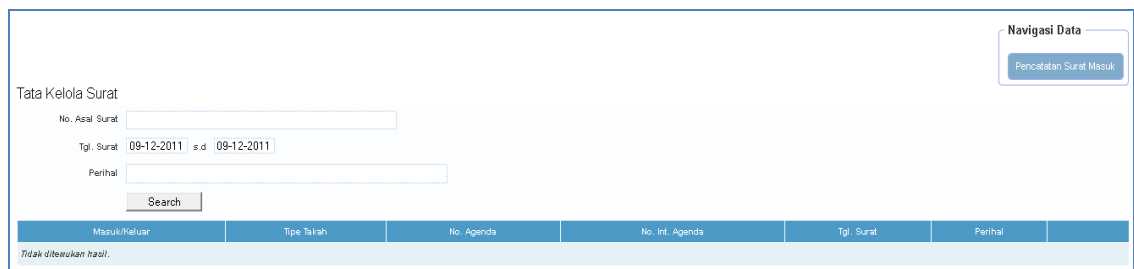 Navigasi Data
Pencatatan Surat Masuk
Tata Kelola Surat
No. Asal Surat
Tgl. Surat 09-12-2011 s.d 09-12-2011
Perihal
Search
Masuk/Keluar Tipe Takah No. Agenda No. Int. Agenda Tgl. Surat Perihal
Tidak ditemukan hasil.